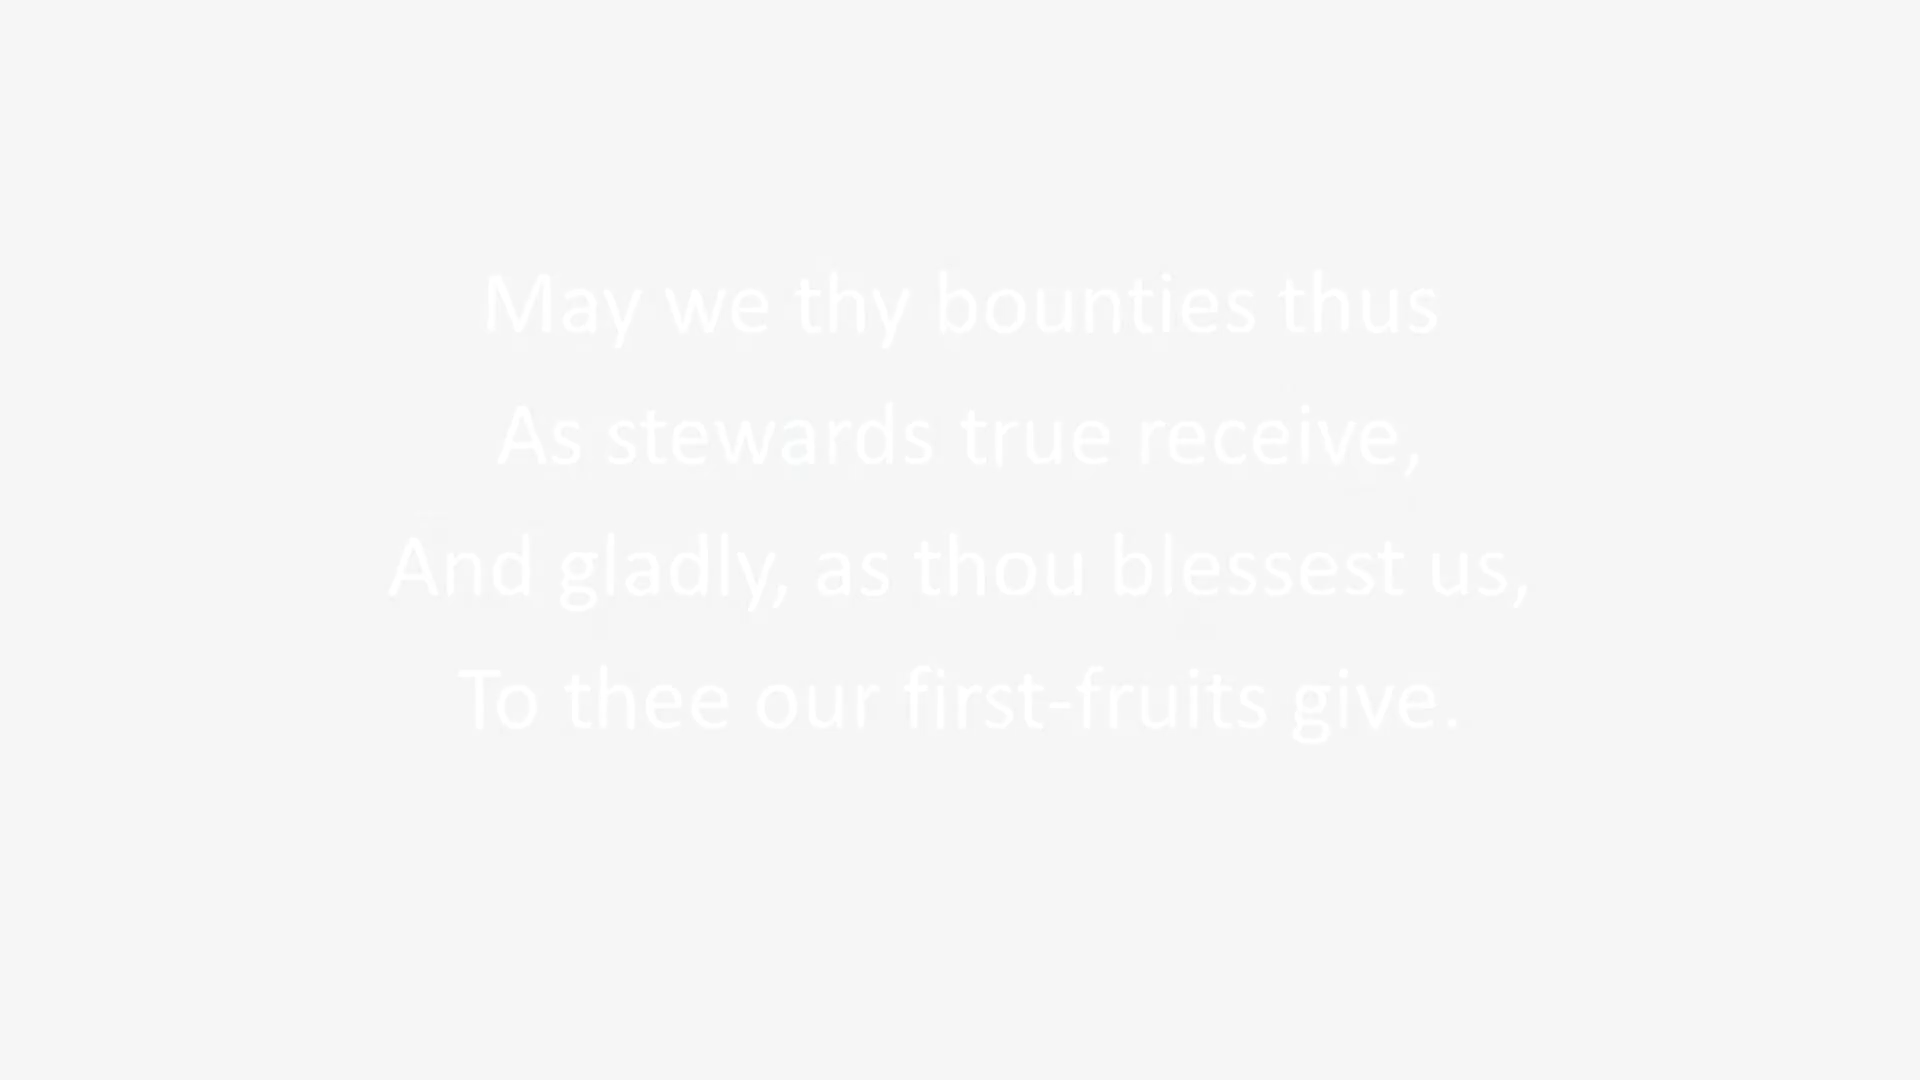 May we thy bounties thus
As stewards true receive,
And gladly, as thou blessest us,
To thee our first-fruits give.